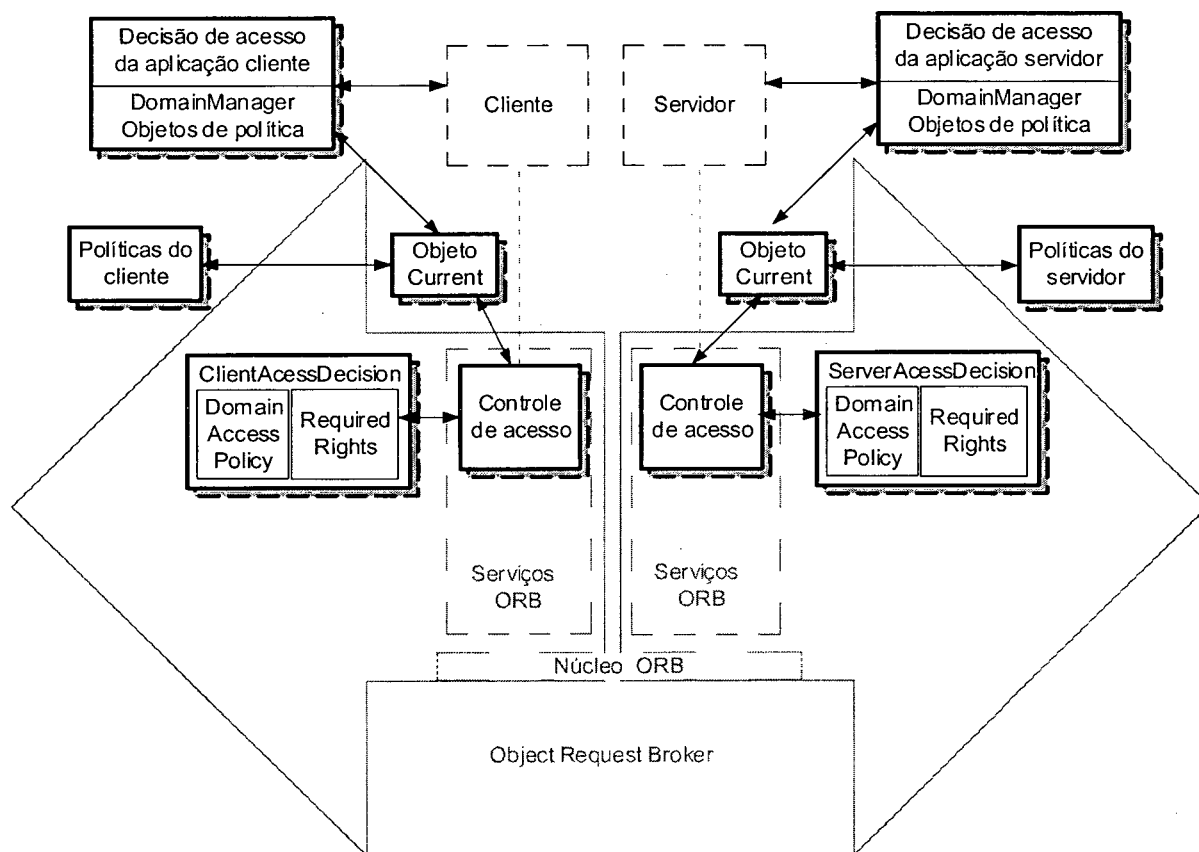 Decisão de acesso
da aplicação cliente
DomainManager
Objetos de política
Cliente
Servidor
Decisão de acesso
da aplicação servidor
DomainManager
Objetos de política
Políticas do
cliente
Objeto
Current
Objeto
Current
Políticas do
servidor
ClientAcessDecision
Domain
Access
Policy
Required
Rights
Controle
de acesso
Controle
de acesso
ServerAcessDecision
Domain
Access
Policy
Required
Rights
Serviços
ORB
Serviços
ORB
Núcleo ORB
Object Request Broker